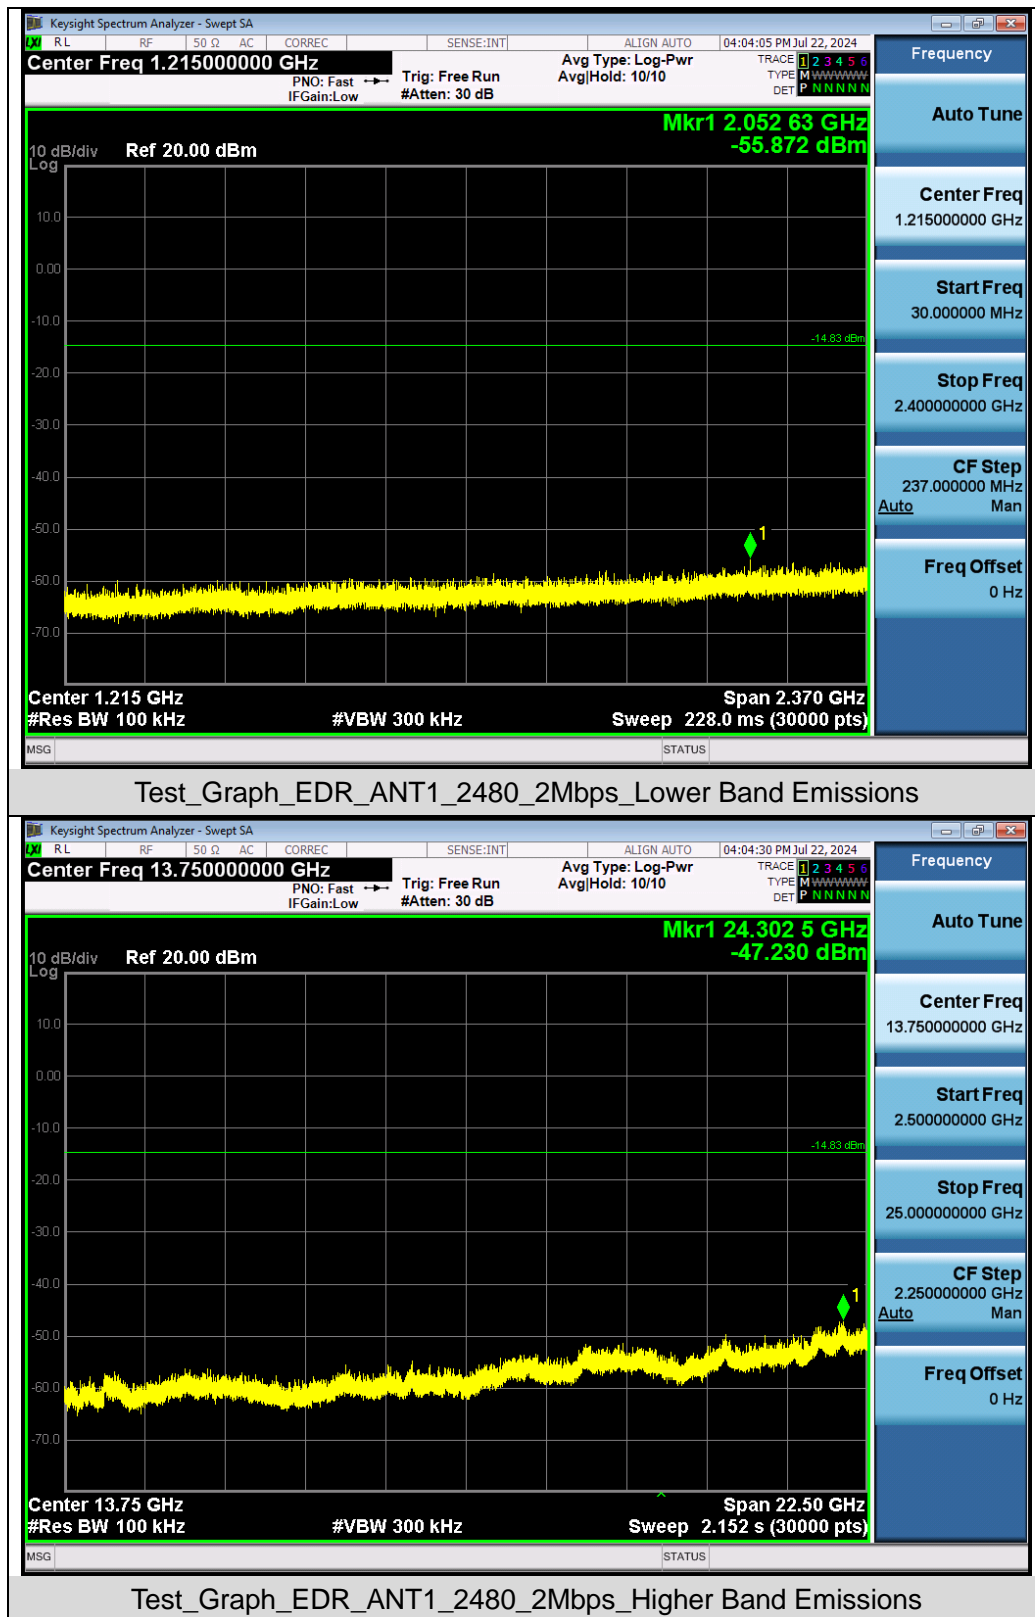 Keysight Spectrum Analyzer - Swept SA
LXI RL RF 50 Ω AC CORREC SENSE:INT ALIGN AUTO 04:04:05 PM Jul 22, 2024
Center Freq 1.215000000 GHz
PNO: Fast
IFGain:Low
Trig: Free Run
#Atten: 30 dB
Avg Type: Log-Pwr
Avg|Hold: 10/10
TRACE 1 2 3 4 5 6
TYPE M WWWWW
DET P N N N N N
Mkr1 2.052 63 GHz
-55.872 dBm
10 dB/div
Log
Ref 20.00 dBm
10.0
0.00
-10.0
-14.83 dBm
-20.0
-30.0
-40.0
-50.0
1
-60.0
-70.0
Center 1.215 GHz
Span 2.370 GHz
#Res BW 100 kHz
#VBW 300 kHz
Sweep 228.0 ms (30000 pts)
MSG
STATUS
Frequency
Auto Tune
Center Freq
1.215000000 GHz
Start Freq
30.000000 MHz
Stop Freq
2.400000000 GHz
CF Step
237.000000 MHz
Auto Man
Freq Offset
0 Hz
Test_Graph_EDR_ANT1_2480_2Mbps_Lower Band Emissions
Keysight Spectrum Analyzer - Swept SA
LXI RL RF 50 Ω AC CORREC SENSE:INT ALIGN AUTO 04:04:30 PM Jul 22, 2024
Center Freq 13.750000000 GHz
PNO: Fast
IFGain:Low
Trig: Free Run
#Atten: 30 dB
Avg Type: Log-Pwr
Avg|Hold: 10/10
TRACE 1 2 3 4 5 6
TYPE M WWWWW
DET P N N N N N
Mkr1 24.302 5 GHz
-47.230 dBm
10 dB/div
Log
Ref 20.00 dBm
10.0
0.00
-10.0
-14.83 dBm
-20.0
-30.0
-40.0
1
-50.0
-60.0
-70.0
Center 13.75 GHz
Span 22.50 GHz
#Res BW 100 kHz
#VBW 300 kHz
Sweep 2.152 s (30000 pts)
MSG
STATUS
Frequency
Auto Tune
Center Freq
13.750000000 GHz
Start Freq
2.500000000 GHz
Stop Freq
25.000000000 GHz
CF Step
2.250000000 GHz
Auto Man
Freq Offset
0 Hz
Test_Graph_EDR_ANT1_2480_2Mbps_Higher Band Emissions